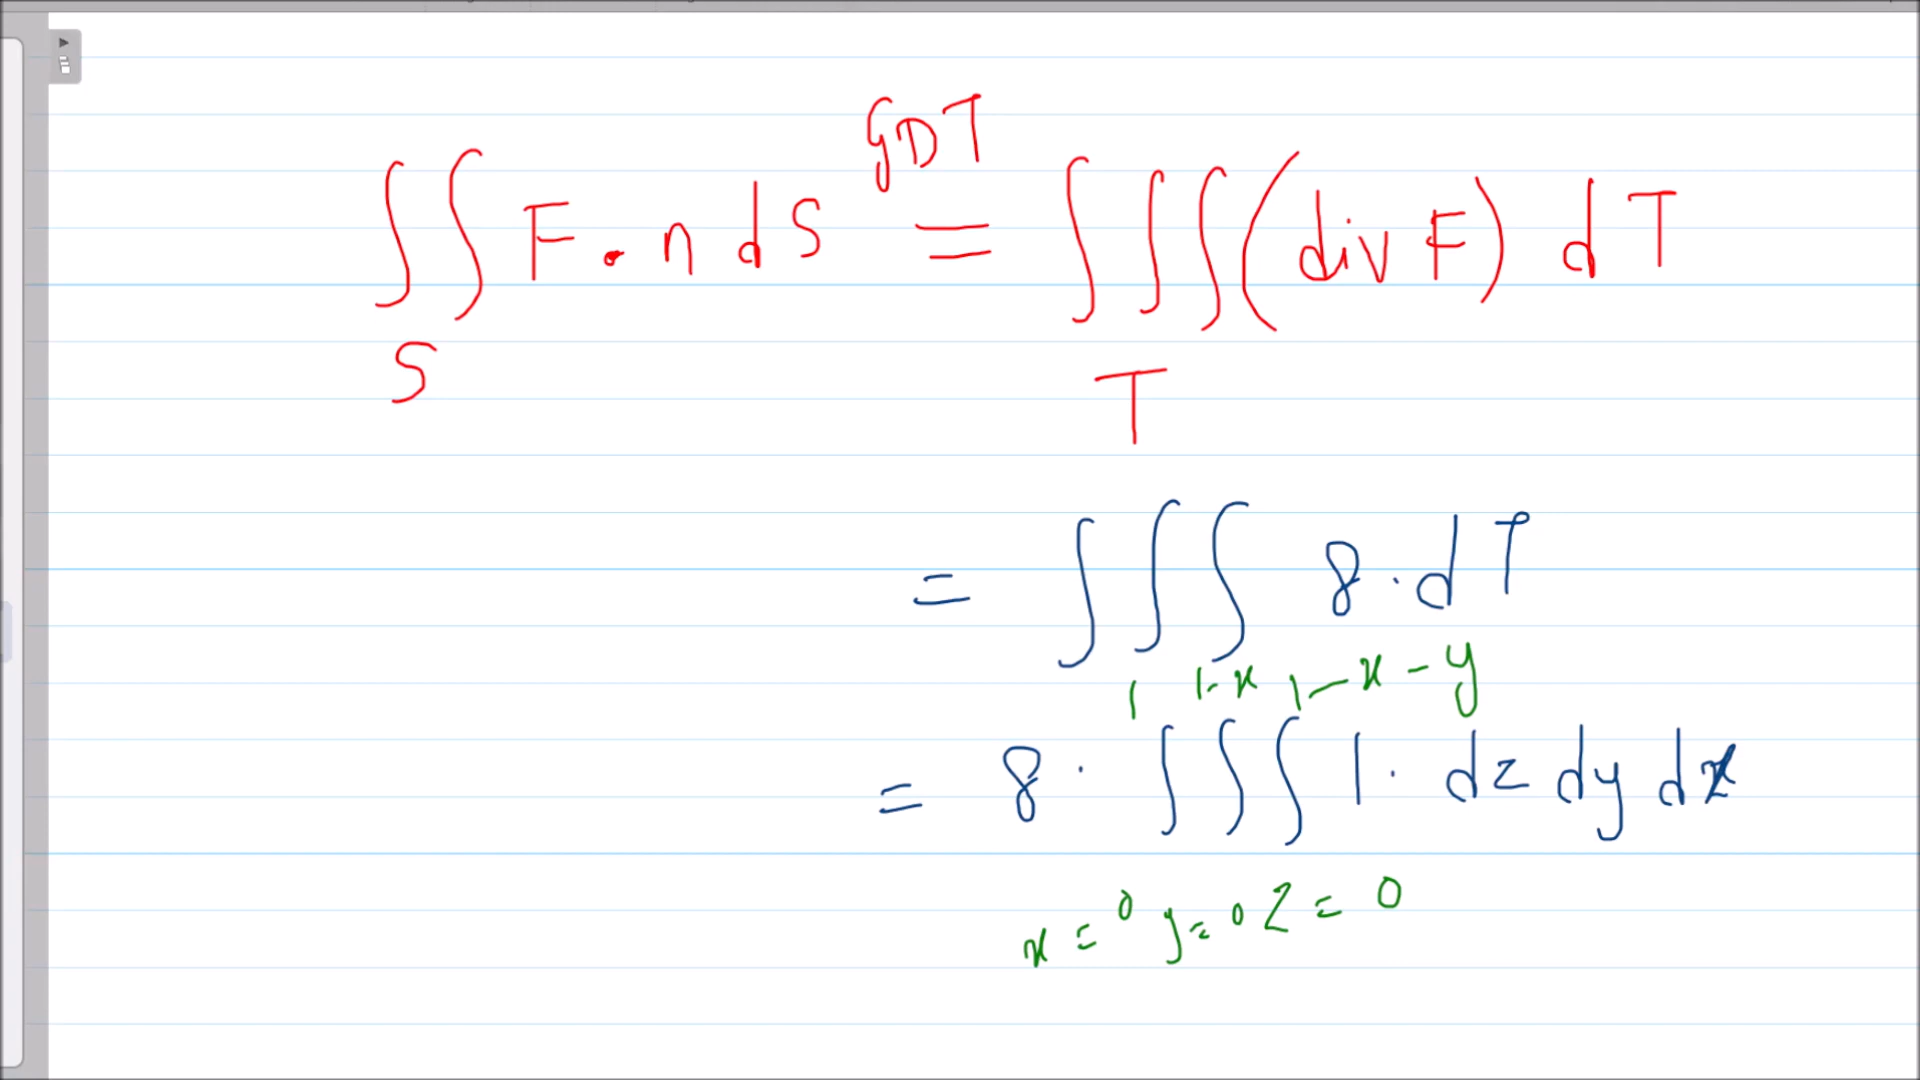 GDT
∫∫ F . n dS = ∫∫∫ (div F) dT
S T
= ∫∫∫ 8 . dT
1 1-x 1-x-y
= 8 . ∫∫∫ 1 . dz dy dx
x=0 y=0 z=0